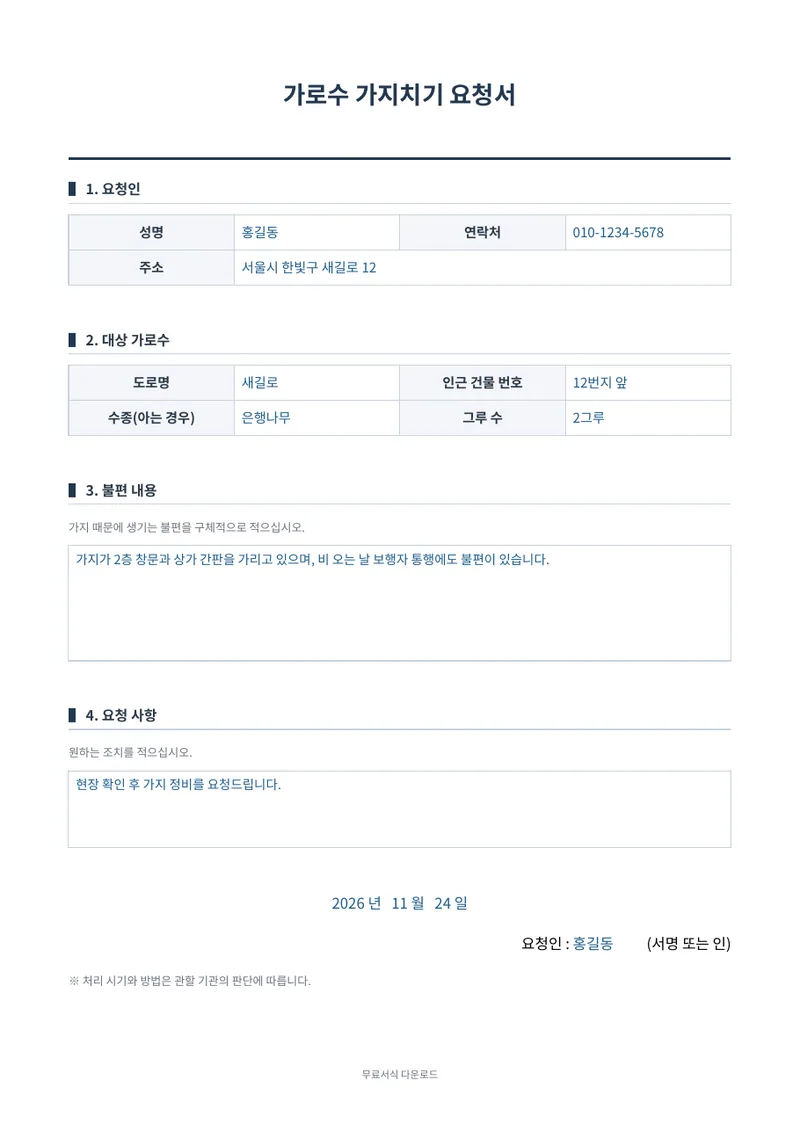 가로수 가지치기 요청서
1. 요청인
성명 홍길동 연락처 010-1234-5678
주소 서울시 한빛구 새길로 12
2. 대상 가로수
도로명 새길로 인근 건물 번호 12번지 앞
수종(아는 경우) 은행나무 그루 수 2그루
3. 불편 내용
가지 때문에 생기는 불편을 구체적으로 적으십시오.
가지가 2층 창문과 상가 간판을 가리고 있으며, 비 오는 날 보행자 통행에도 불편이 있습니다.
4. 요청 사항
원하는 조치를 적으십시오.
현장 확인 후 가지 정비를 요청드립니다.
2026 년 11 월 24 일
요청인 : 홍길동 (서명 또는 인)
※ 처리 시기와 방법은 관할 기관의 판단에 따릅니다.
무료서식 다운로드